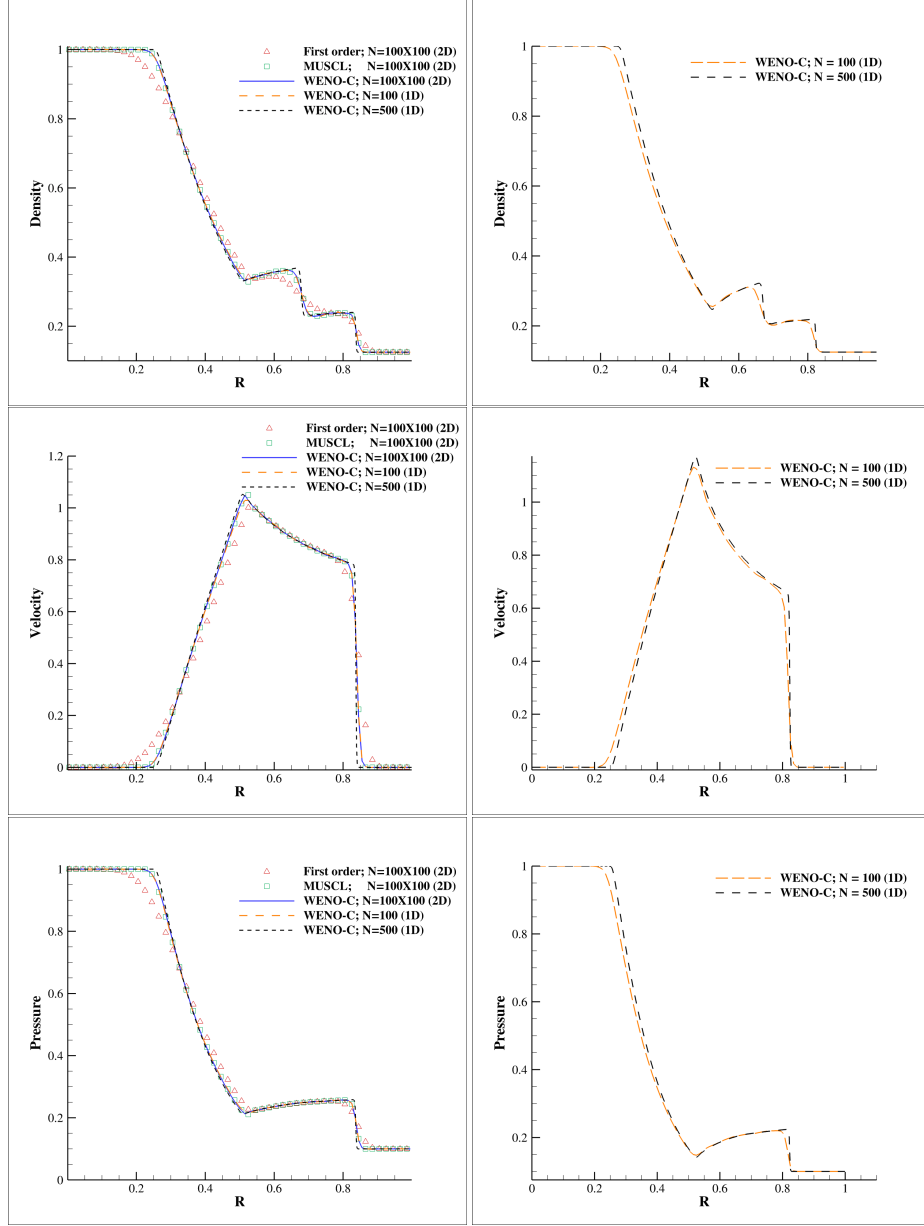 First order; N=100X100 (2D)
MUSCL; N=100X100 (2D)
WENO-C; N=100X100 (2D)
WENO-C; N=100 (1D)
WENO-C; N=500 (1D)
Density
1
0.8
0.6
0.4
0.2
0.2 0.4 0.6 0.8
R
WENO-C; N = 100 (1D)
WENO-C; N = 500 (1D)
Density
1
0.8
0.6
0.4
0.2
0.2 0.4 0.6 0.8
R
First order; N=100X100 (2D)
MUSCL; N=100X100 (2D)
WENO-C; N=100X100 (2D)
WENO-C; N=100 (1D)
WENO-C; N=500 (1D)
Velocity
1.2
1
0.8
0.6
0.4
0.2
0
0.2 0.4 0.6 0.8
R
WENO-C; N = 100 (1D)
WENO-C; N = 500 (1D)
Velocity
1
0.8
0.6
0.4
0.2
0
0 0.2 0.4 0.6 0.8 1
R
First order; N=100X100 (2D)
MUSCL; N=100X100 (2D)
WENO-C; N=100X100 (2D)
WENO-C; N=100 (1D)
WENO-C; N=500 (1D)
Pressure
1
0.8
0.6
0.4
0.2
0
0.2 0.4 0.6 0.8
R
WENO-C; N = 100 (1D)
WENO-C; N = 500 (1D)
Pressure
1
0.8
0.6
0.4
0.2
0 0.2 0.4 0.6 0.8 1
R